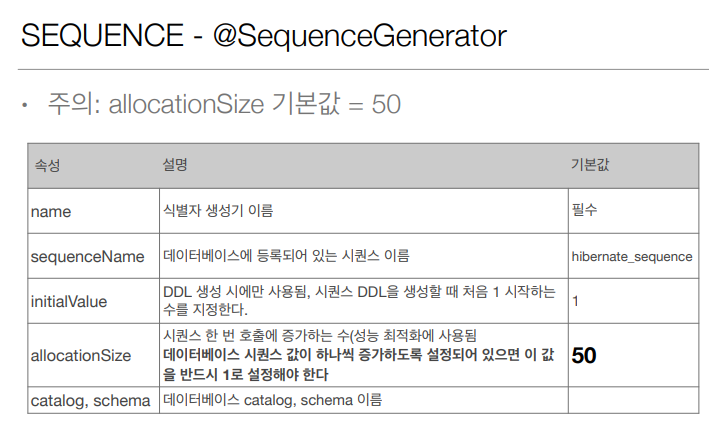 SEQUENCE - @SequenceGenerator
• 주의: allocationSize 기본값 = 50
속성 설명 기본값
name 식별자 생성기 이름 필수
sequenceName 데이터베이스에 등록되어 있는 시퀀스 이름 hibernate_sequence
initialValue DDL 생성 시에만 사용됨, 시퀀스 DDL을 생성할 때 처음 1 시작하는
수를 지정한다. 1
allocationSize 시퀀스 한 번 호출에 증가하는 수(성능 최적화에 사용됨
데이터베이스 시퀀스 값이 하나씩 증가하도록 설정되어 있으면 이 값
을 반드시 1로 설정해야 한다 50
catalog, schema 데이터베이스 catalog, schema 이름